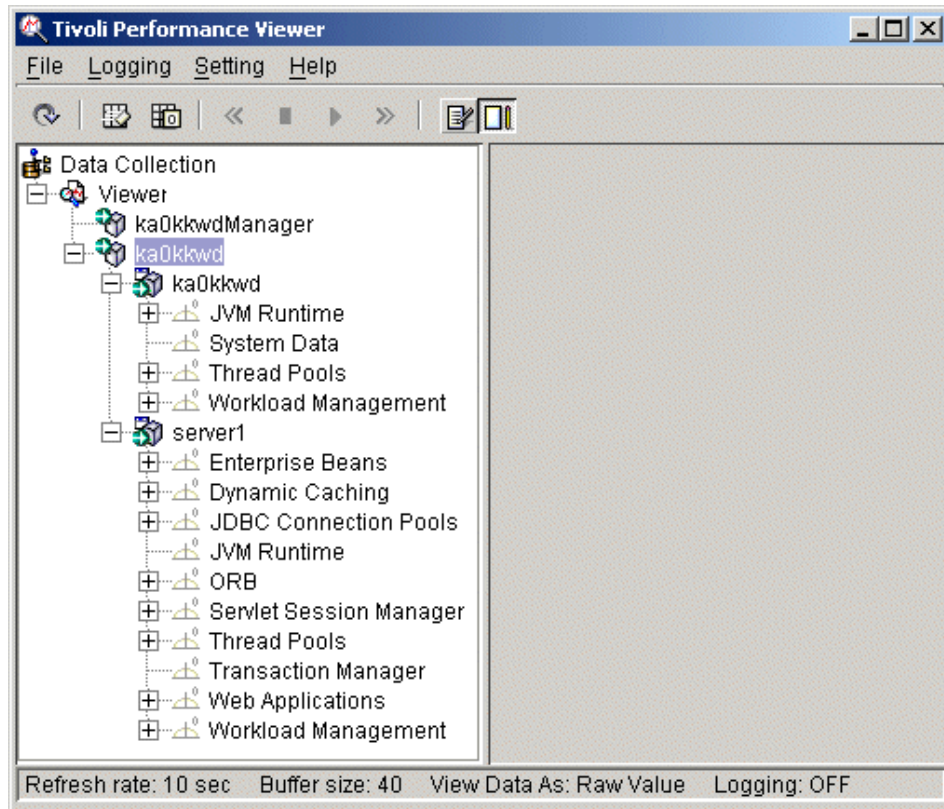 Tivoli Performance Viewer
File Logging Setting Help
Data Collection
Viewer
ka0kkwdManager
ka0kkwd
ka0kkwd
JVM Runtime
System Data
Thread Pools
Workload Management
server1
Enterprise Beans
Dynamic Caching
JDBC Connection Pools
JVM Runtime
ORB
Servlet Session Manager
Thread Pools
Transaction Manager
Web Applications
Workload Management
Refresh rate: 10 sec Buffer size: 40 View Data As: Raw Value Logging: OFF